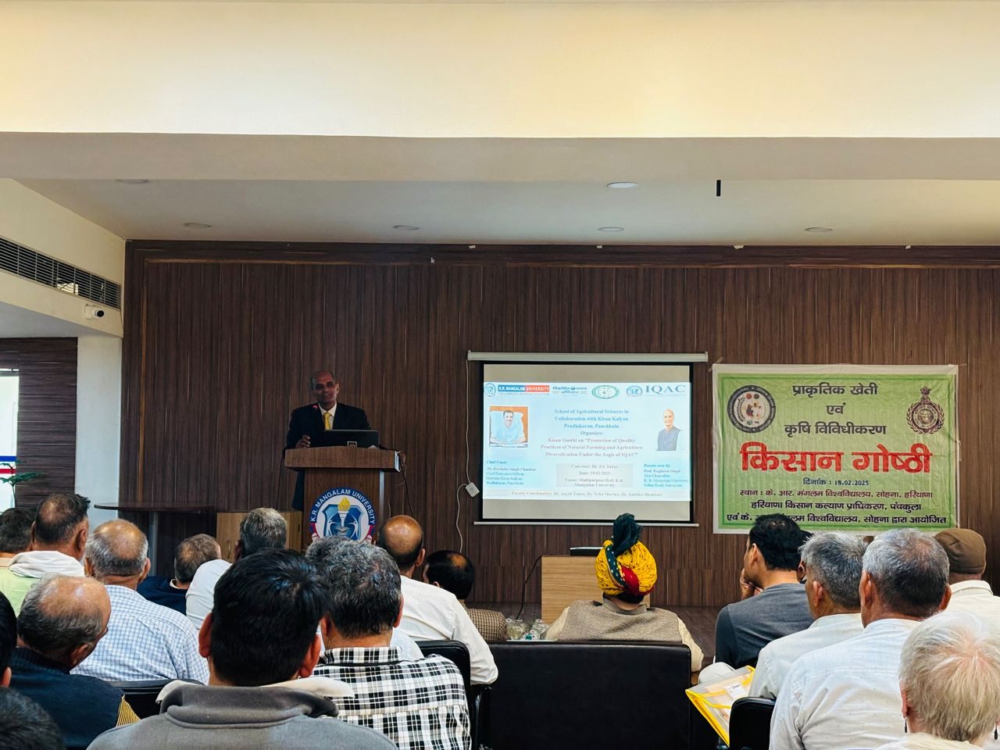 K.R. MANGALAM UNIVERSITY
IQAC
School of Agricultural Sciences in
Collaboration with Kisan Kalyan
Pradhikaran, Panchkula
Organizes
Kisan Gosthi on "Promotion of Quality
Practices of Natural Farming and Agriculture
Diversification Under the Aegis of IQAC"
Chief Guest
Dr. Ravinder Singh Chauhan
Chief Executive Officer,
Haryana Kisan Kalyan
Pradhikaran, Panchkula
Convener: Dr. J.S. Yadav
Date: 18/02/2025
Venue: Multipurpose Hall, K.R.
Mangalam University
Presided over By
Prof. Raghuvir Singh
Vice Chancellor,
K. R. Mangalam University
Sohna Road, Gurugram
Faculty Coordinators: Dr. Anjali Tomar, Dr. Neha Sharma, Dr. Ambika Bhandari
प्राकृतिक खेती
एवं
कृषि विविधीकरण
किसान गोष्ठी
दिनांक : 18.02.2025
स्थान : के. आर. मंगलम विश्वविद्यालय, सोहना, हरियाणा
हरियाणा किसान कल्याण प्राधिकरण, पंचकुला
एवं के. मंगलम विश्वविद्यालय, सोहना द्वारा आयोजित
K.R. MANGALAM UNIVERSITY